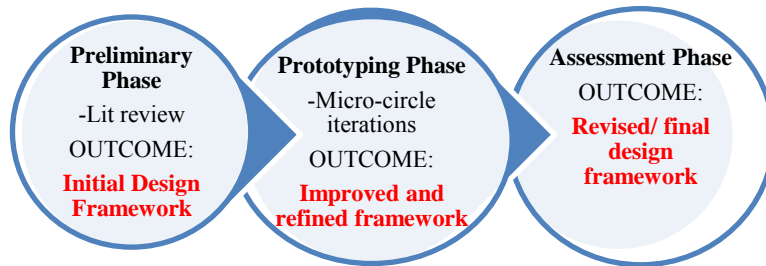 Preliminary
Phase
-Lit review
OUTCOME:
Initial Design
Framework
Prototyping Phase
-Micro-circle
iterations
OUTCOME:
Improved and
refined framework
Assessment Phase
OUTCOME:
Revised/ final
design
framework